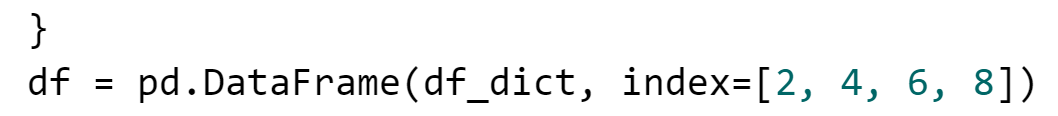 }
df = pd.DataFrame(df_dict, index=[2, 4, 6, 8])